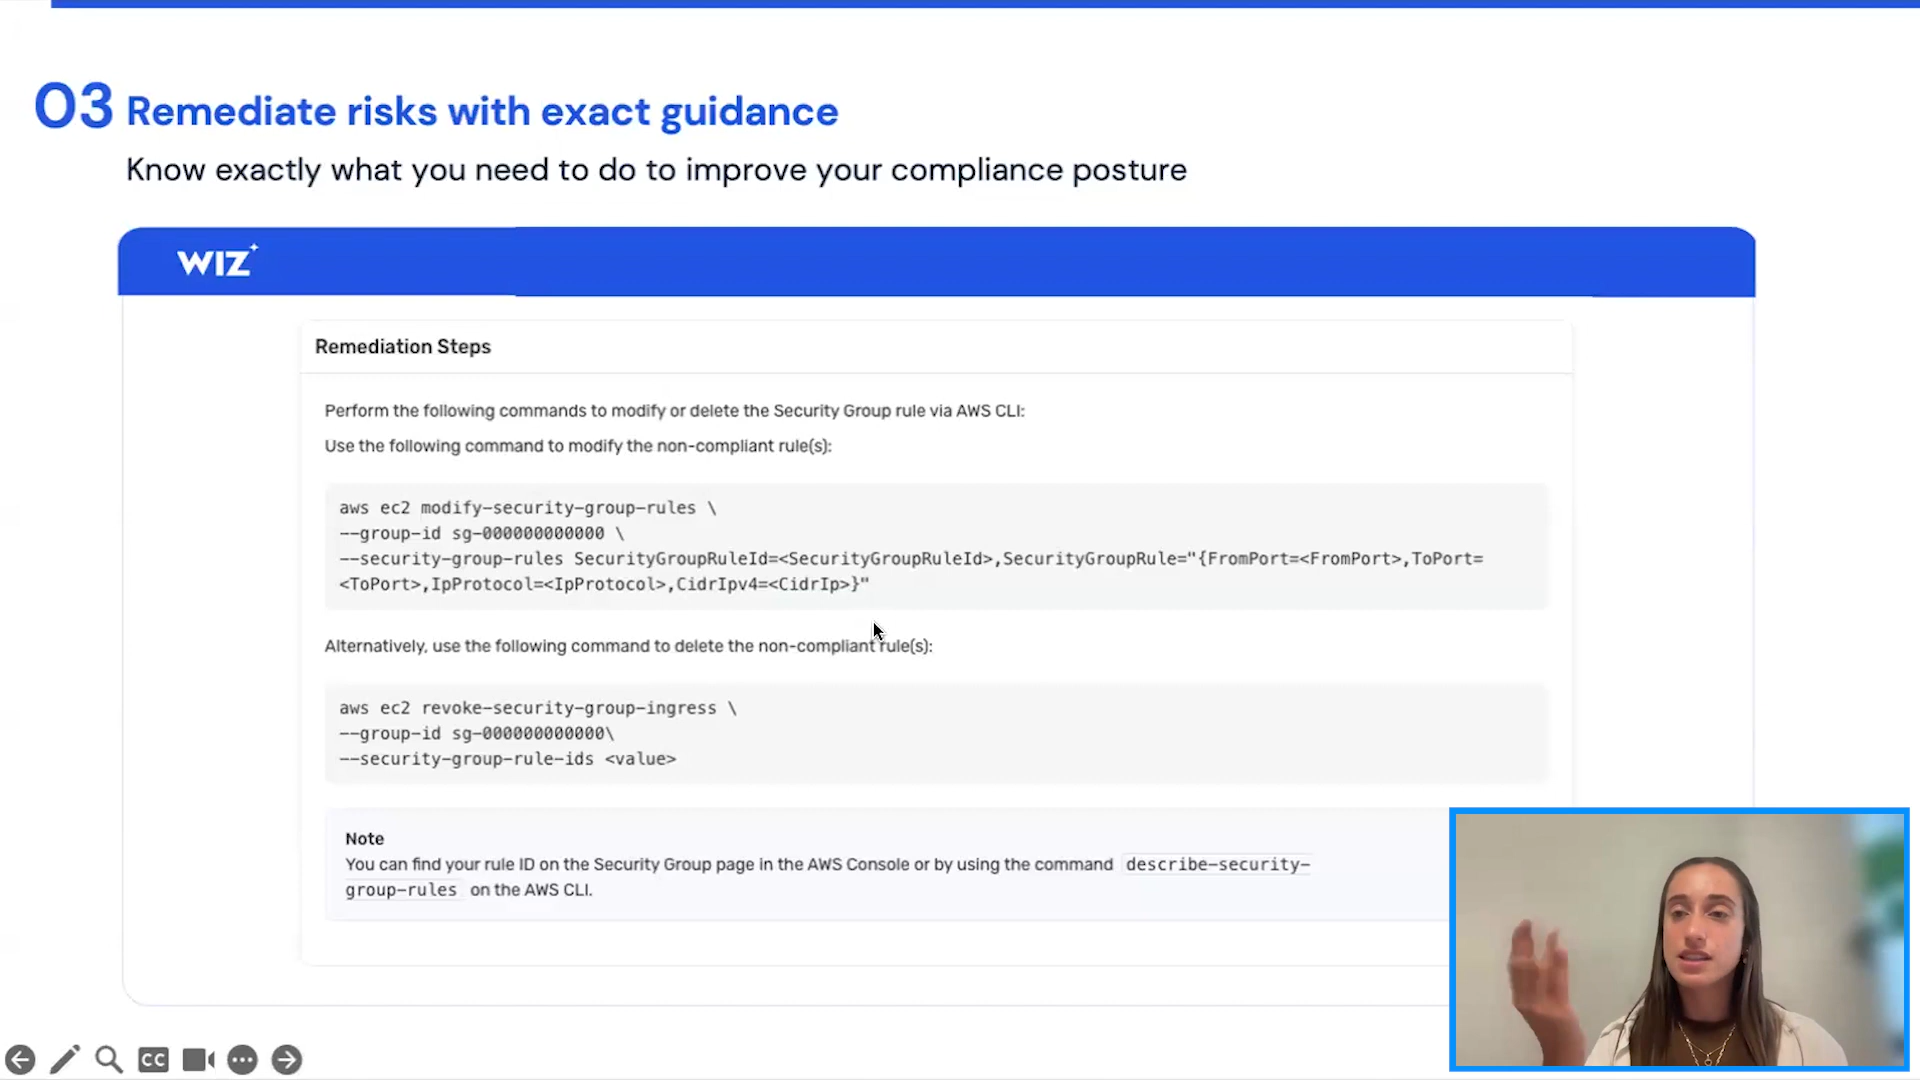 03 Remediate risks with exact guidance
Know exactly what you need to do to improve your compliance posture
WIZ
Remediation Steps
Perform the following commands to modify or delete the Security Group rule via AWS CLI:
Use the following command to modify the non-compliant rule(s):
aws ec2 modify-security-group-rules \
--group-id sg-000000000000 \
--security-group-rules SecurityGroupRuleId=<SecurityGroupRuleId>,SecurityGroupRule="{FromPort=<FromPort>,ToPort=
<ToPort>,IpProtocol=<IpProtocol>,CidrIpv4=<CidrIp>}"
Alternatively, use the following command to delete the non-compliant rule(s):
aws ec2 revoke-security-group-ingress \
--group-id sg-000000000000\
--security-group-rule-ids <value>
Note
You can find your rule ID on the Security Group page in the AWS Console or by using the command describe-security-
group-rules on the AWS CLI.
CC